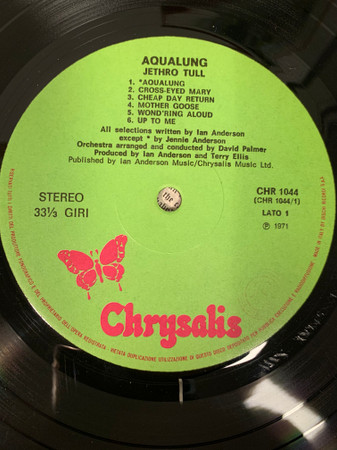 AQUALUNG
JETHRO TULL
1. *AQUALUNG
2. CROSS-EYED MARY
3. CHEAP DAY RETURN
4. MOTHER GOOSE
5. WOND'RING ALOUD
6. UP TO ME
All selections written by Ian Anderson
except * by Jennie Anderson
Orchestra arranged and conducted by David Palmer
Produced by Ian Anderson and Terry Ellis
Published by Ian Anderson Music/Chrysalis Music Ltd.
STEREO
33⅓ GIRI
CHR 1044
(CHR 1044/1)
LATO 1
Ⓟ 1971
Chrysalis